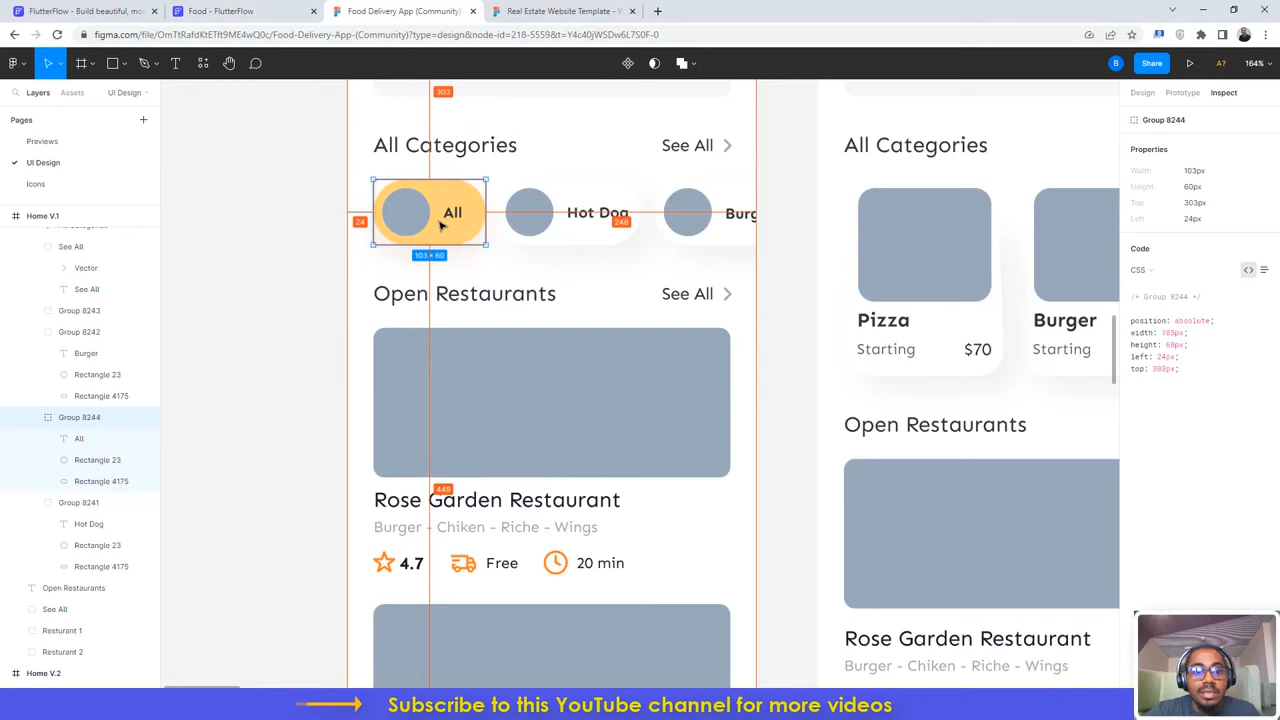 FlutterFlow - Build beautiful, mo
Food - FlutterFlow
Food Delivery App (Community)
Real Estate Website Template - W
figma.com/file/OmTtRafdKtETft9ME4wQ0c/Food-Delivery-App-(Community)?type=design&node-id=218-5559&t=Y4c40jWSDw6L7S0F-0
B
Share
A?
164%
Layers
Assets
UI Design
Pages
Previews
UI Design
Icons
Home V.1
See All
Vector
See All
Group 8243
Group 8242
Burger
Rectangle 23
Rectangle 4175
Group 8244
All
Rectangle 23
Rectangle 4175
Group 8241
Hot Dog
Rectangle 23
Rectangle 4175
Open Restaurants
See All
Resturant 1
Resturant 2
Home V.2
303
All Categories
See All
All
Hot Dog
Burg
24
248
103 × 60
Open Restaurants
See All
449
Rose Garden Restaurant
Burger - Chiken - Riche - Wings
4.7
Free
20 min
All Categories
Pizza
Starting
$70
Burger
Starting
Open Restaurants
Rose Garden Restaurant
Burger - Chiken - Riche - Wings
Design
Prototype
Inspect
Group 8244
Properties
Width 103px
Height 60px
Top 303px
Left 24px
Code
CSS
/* Group 8244 */
position: absolute;
width: 103px;
height: 60px;
left: 24px;
top: 303px;
Subscribe to this YouTube channel for more videos